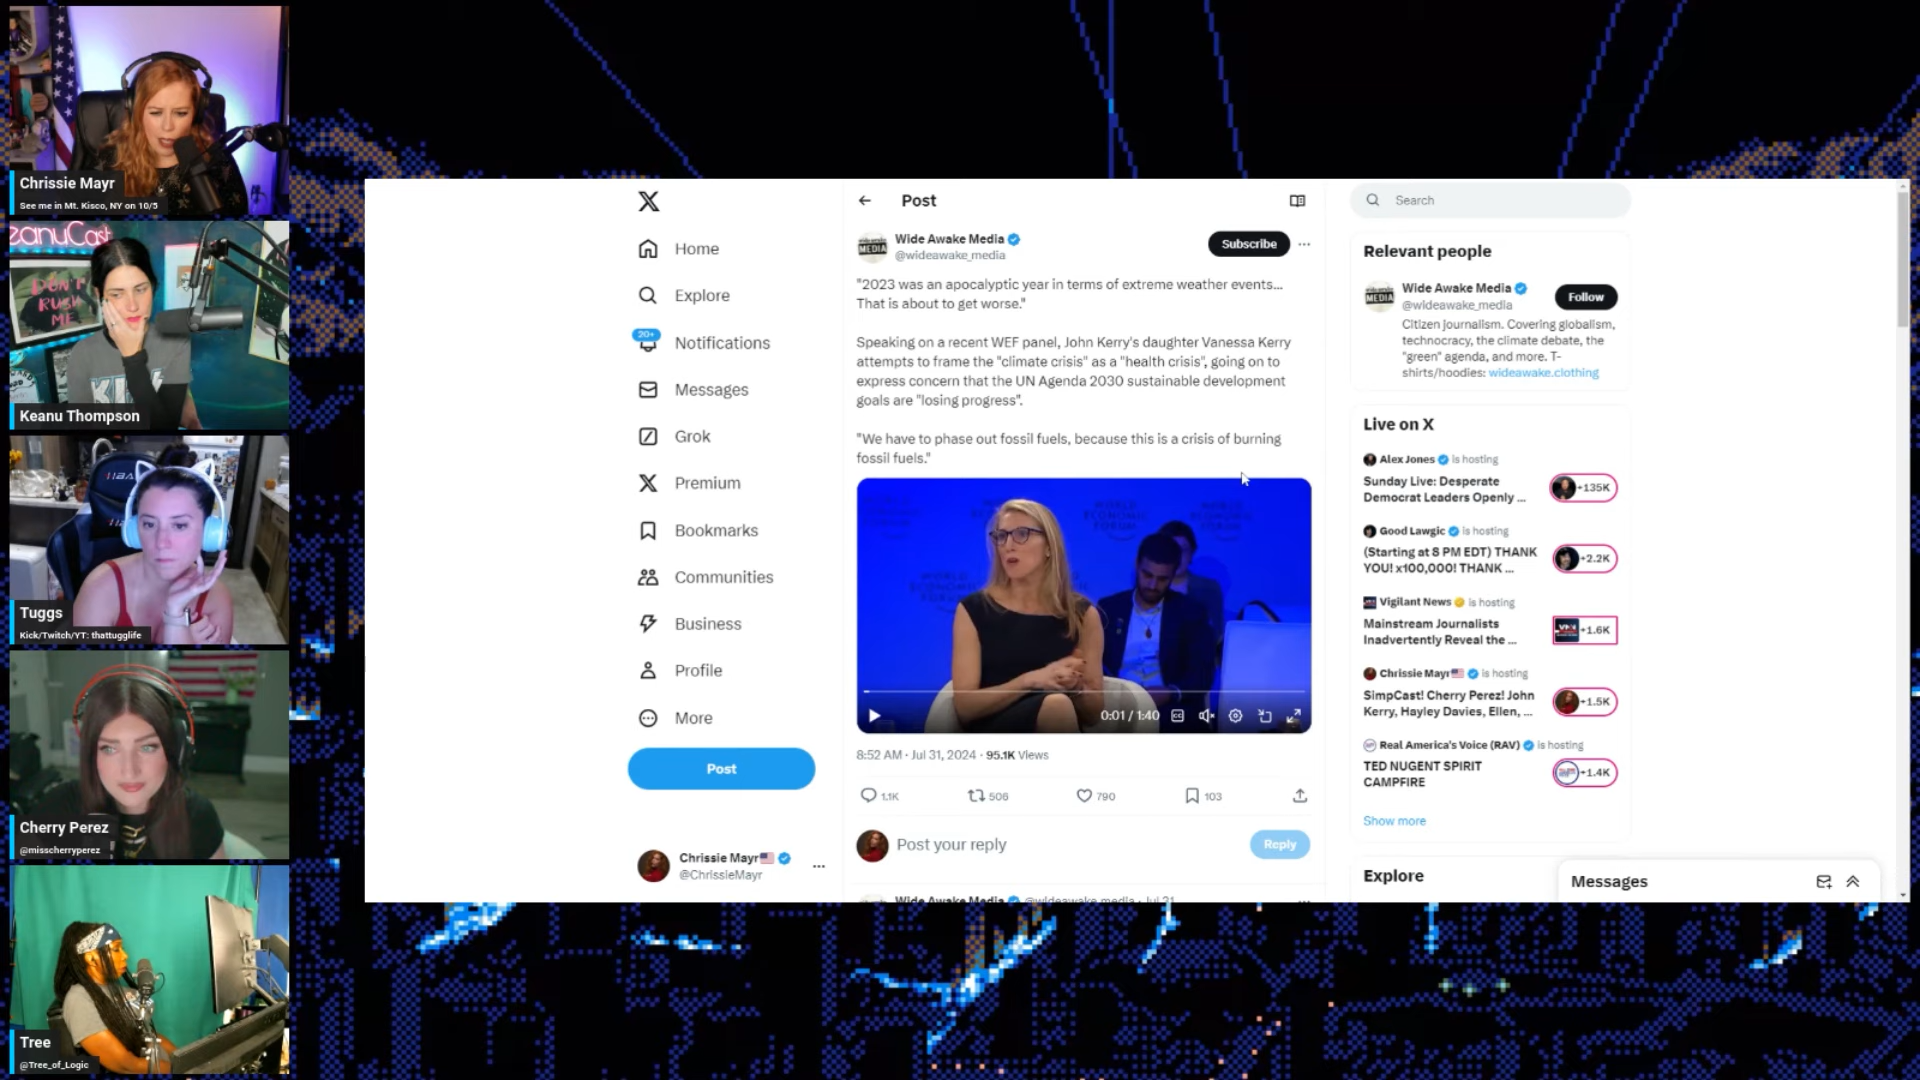 Chrissie Mayr
See me in Mt. Kisco, NY on 10/5
Keanu Thompson
Tuggs
Kick/Twitch/YT: thattugglife
Cherry Perez
@misscherryperez
Tree
@Tree_of_Logic
DON'T
RUSH
ME
Home
Explore
20+
Notifications
Messages
Grok
Premium
Bookmarks
Communities
Business
Profile
More
Post
Chrissie Mayr
@ChrissieMayr
Post
Wide Awake Media
@wideawake_media
Subscribe
"2023 was an apocalyptic year in terms of extreme weather events...
That is about to get worse."
Speaking on a recent WEF panel, John Kerry's daughter Vanessa Kerry
attempts to frame the "climate crisis" as a "health crisis", going on to
express concern that the UN Agenda 2030 sustainable development
goals are "losing progress".
"We have to phase out fossil fuels, because this is a crisis of burning
fossil fuels."
WORLD
ECONOMIC
FORUM
0:01 / 1:40
8:52 AM · Jul 31, 2024 · 95.1K Views
1.1K
506
790
103
Post your reply
Reply
Wide Awake Media @wideawake_media
Search
Relevant people
Wide Awake Media
@wideawake_media
Follow
Citizen journalism. Covering globalism,
technocracy, the climate debate, the
"green" agenda, and more. T-
shirts/hoodies: wideawake.clothing
Live on X
Alex Jones is hosting
Sunday Live: Desperate
Democrat Leaders Openly ...
+135K
Good Lawgic is hosting
(Starting at 8 PM EDT) THANK
YOU! x100,000! THANK ...
+2.2K
Vigilant News is hosting
Mainstream Journalists
Inadvertently Reveal the ...
+1.6K
Chrissie Mayr is hosting
SimpCast! Cherry Perez! John
Kerry, Hayley Davies, Ellen, ...
+1.5K
Real America's Voice (RAV) is hosting
TED NUGENT SPIRIT
CAMPFIRE
+1.4K
Show more
Explore
Messages